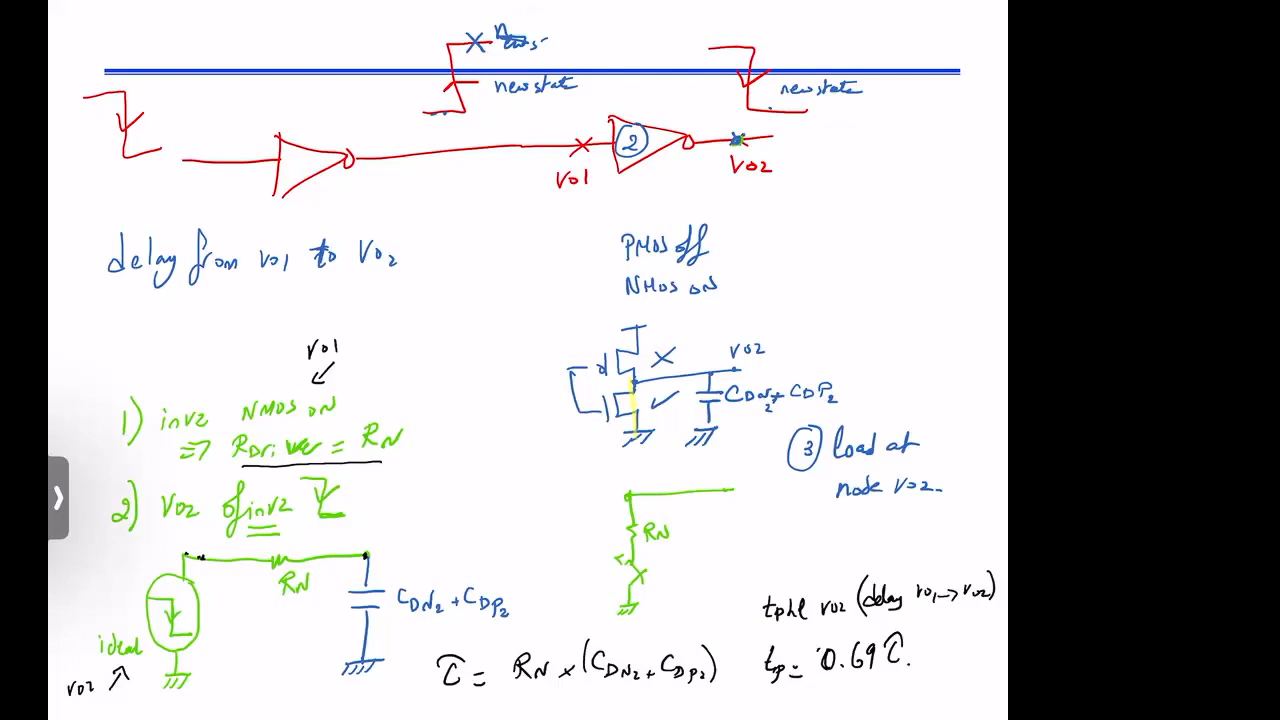 new state
new state
2
Vo1
Vo2
delay from Vo1 to Vo2
PMOS off
NMOS ON
Vo1
1) inv2 NMOS ON
⇒ RDriver = RN
Vo2
CDN2 + CDP2
3 Load at
node Vo2.
2) Vo2 of inv2
RN
RN
CDN2 + CDP2
ideal
Vo2
τ = RN x (CDN2 + CDP2)
tphl Vo2 (delay Vo1 → Vo2)
tp = 0.69 τ.